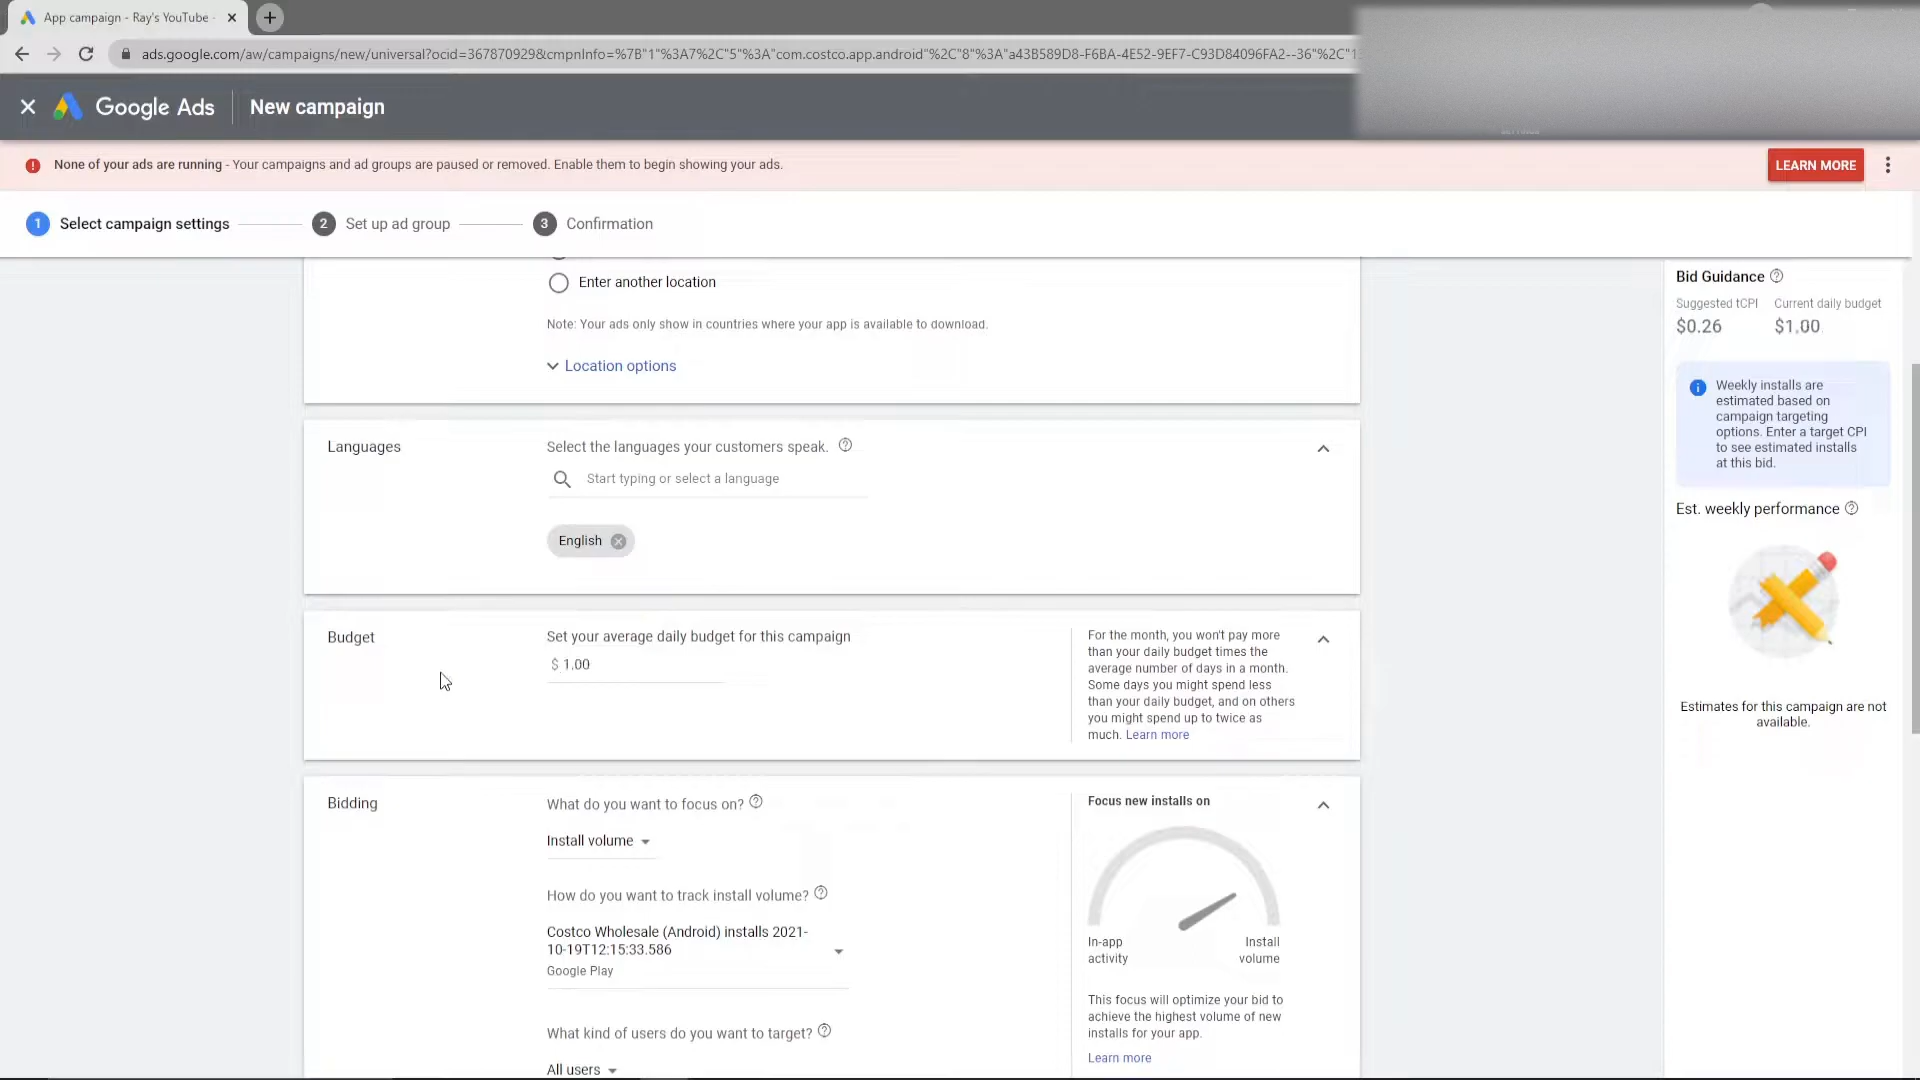 App campaign - Ray's YouTube -
ads.google.com/aw/campaigns/new/universal?ocid=367870929&cmpnInfo=%7B"1"%3A7%2C"5"%3A"com.costco.app.android"%2C"8"%3A"a43B589D8-F6BA-4E52-9EF7-C93D84096FA2--36"%2C"1
Google Ads
New campaign
None of your ads are running - Your campaigns and ad groups are paused or removed. Enable them to begin showing your ads.
LEARN MORE
1 Select campaign settings
2 Set up ad group
3 Confirmation
Enter another location
Note: Your ads only show in countries where your app is available to download.
Location options
Languages
Select the languages your customers speak.
Start typing or select a language
English
Budget
Set your average daily budget for this campaign
$ 1.00
For the month, you won't pay more
than your daily budget times the
average number of days in a month.
Some days you might spend less
than your daily budget, and on others
you might spend up to twice as
much. Learn more
Bidding
What do you want to focus on?
Install volume
How do you want to track install volume?
Costco Wholesale (Android) installs 2021-
10-19T12:15:33.586
Google Play
What kind of users do you want to target?
All users
Focus new installs on
In-app
activity
Install
volume
This focus will optimize your bid to
achieve the highest volume of new
installs for your app.
Learn more
Bid Guidance
Suggested tCPI
$0.26
Current daily budget
$1.00
Weekly installs are
estimated based on
campaign targeting
options. Enter a target CPI
to see estimated installs
at this bid.
Est. weekly performance
Estimates for this campaign are not
available.